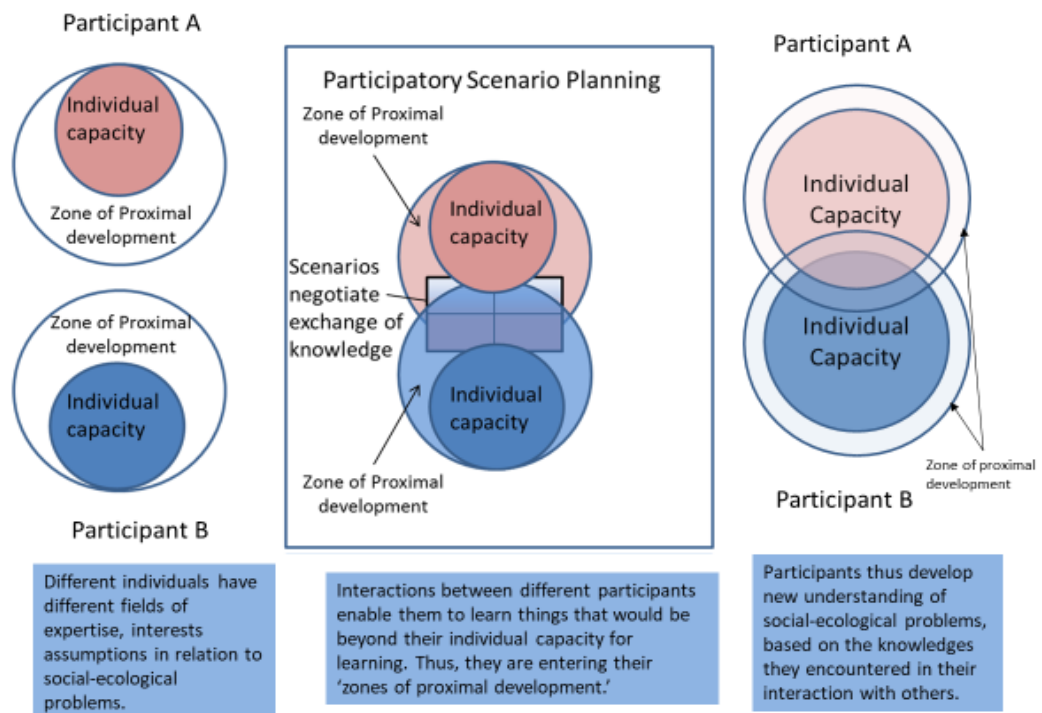 Participant A
Individual
capacity
Zone of Proximal
development
Zone of Proximal
development
Individual
capacity
Participant B
Different individuals have
different fields of
expertise, interests
assumptions in relation to
social-ecological
problems.
Participatory Scenario Planning
Zone of Proximal
development
Individual
capacity
Scenarios
negotiate
exchange of
knowledge
Individual
capacity
Zone of Proximal
development
Interactions between different participants
enable them to learn things that would be
beyond their individual capacity for
learning. Thus, they are entering their
‘zones of proximal development.’
Participant A
Individual
Capacity
Individual
Capacity
Zone of proximal
development
Participant B
Participants thus develop
new understanding of
social-ecological problems,
based on the knowledges
they encountered in their
interaction with others.